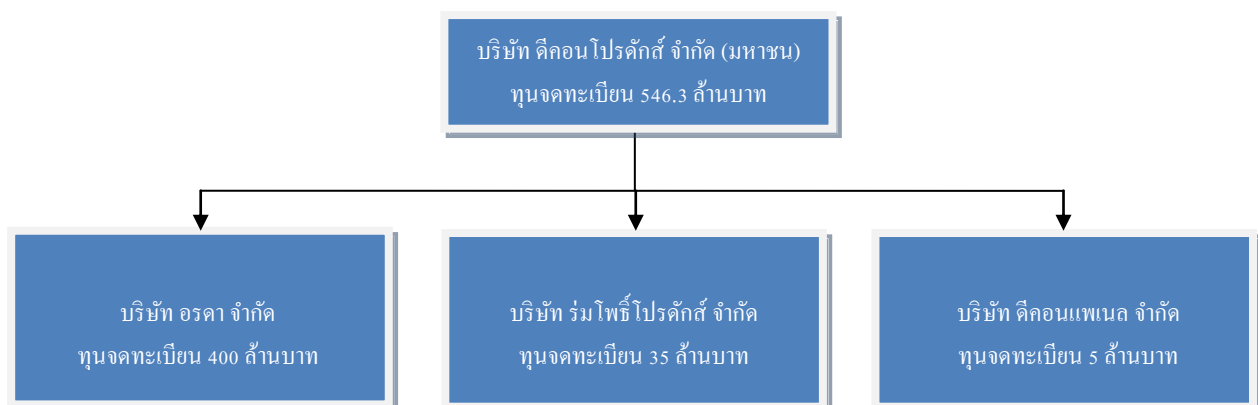 บริษัท ดีคอนโปรดักส์ จำกัด (มหาชน)
ทุนจดทะเบียน 546.3 ล้านบาท
บริษัท อรดา จำกัด
ทุนจดทะเบียน 400 ล้านบาท
บริษัท ร่มโพธิ์โปรดักส์ จำกัด
ทุนจดทะเบียน 35 ล้านบาท
บริษัท ดีคอนแพเนล จำกัด
ทุนจดทะเบียน 5 ล้านบาท